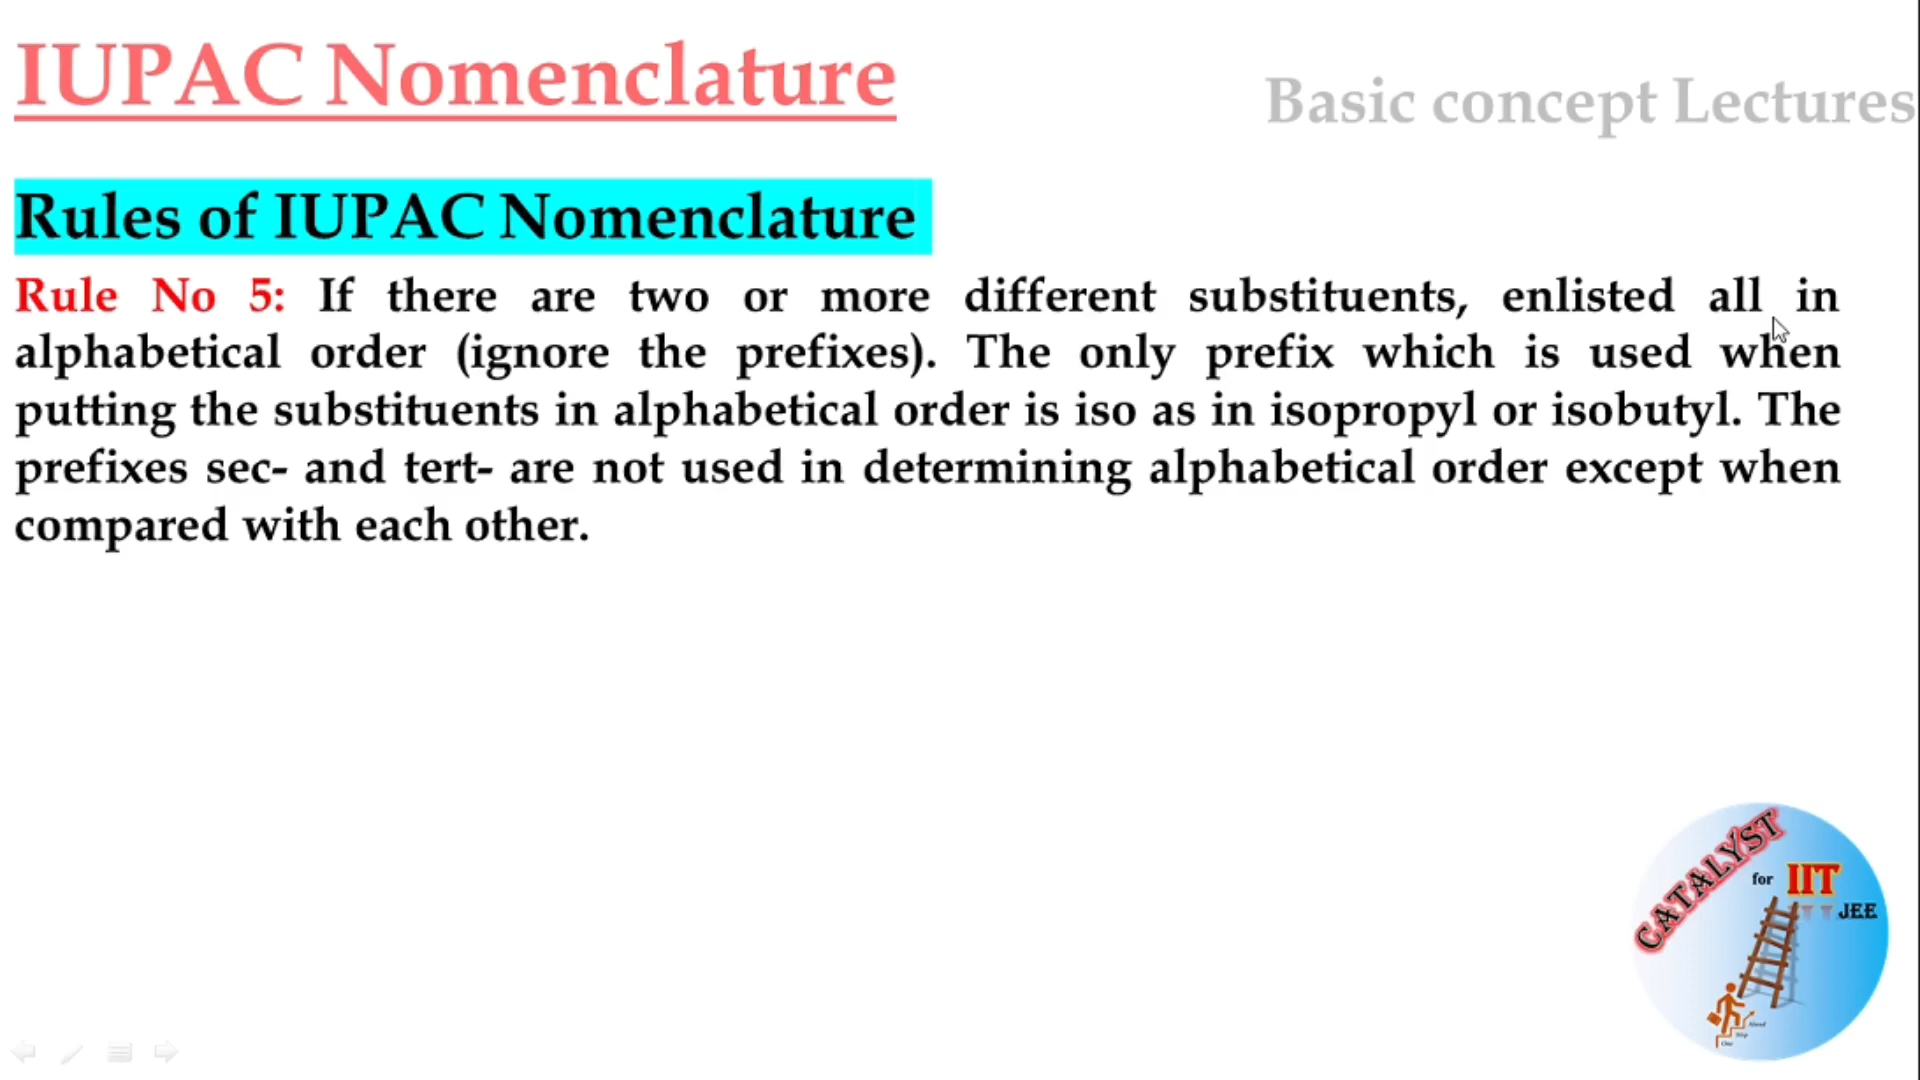 IUPAC Nomenclature
Basic concept Lectures
Rules of IUPAC Nomenclature
Rule No 5: If there are two or more different substituents, enlisted all in
alphabetical order (ignore the prefixes). The only prefix which is used when
putting the substituents in alphabetical order is iso as in isopropyl or isobutyl. The
prefixes sec- and tert- are not used in determining alphabetical order except when
compared with each other.
CATALYST
for IIT
JEE
Ahead
Step
One